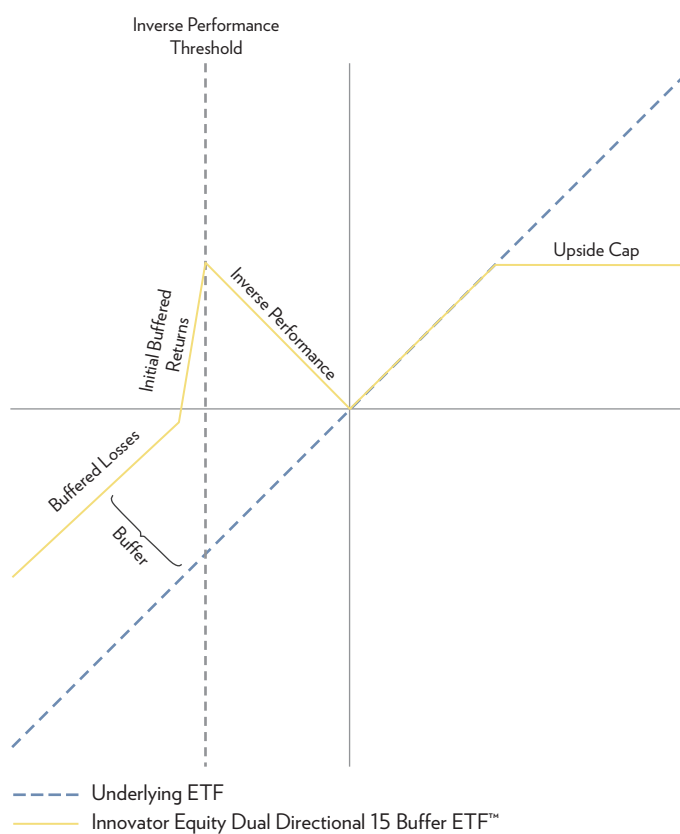 Inverse Performance
Threshold
Upside Cap
Inverse Performance
Initial Buffered
Returns
Buffered Losses
Buffer
Underlying ETF
Innovator Equity Dual Directional 15 Buffer ETF™